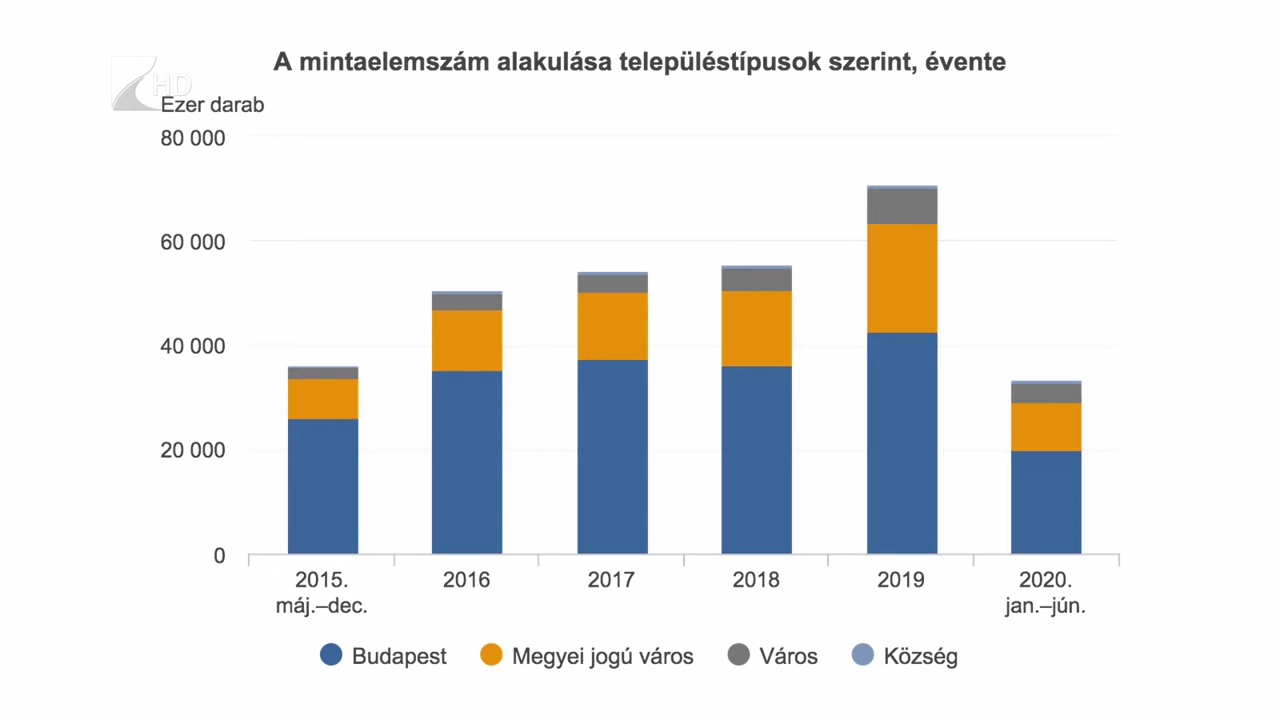 A mintaelemszám alakulása településtípusok szerint, évente
HD
Ezer darab
80 000
60 000
40 000
20 000
0
2015. máj.–dec.
2016
2017
2018
2019
2020. jan.–jún.
Budapest
Megyei jogú város
Város
Község